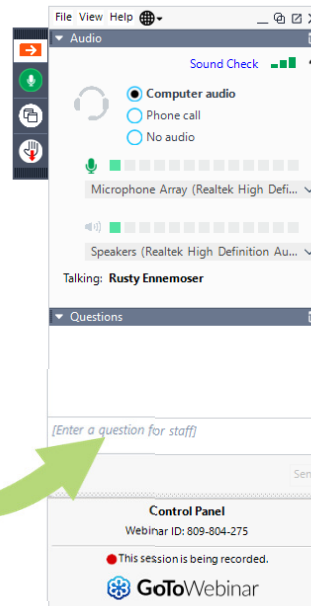 File View Help
Audio
Sound Check
Computer audio
Phone call
No audio
Microphone Array (Realtek High Defi...
Speakers (Realtek High Definition Au...
Talking: Rusty Ennemoser
Questions
[Enter a question for staff]
Control Panel
Webinar ID: 809-804-275
This session is being recorded.
GoToWebinar